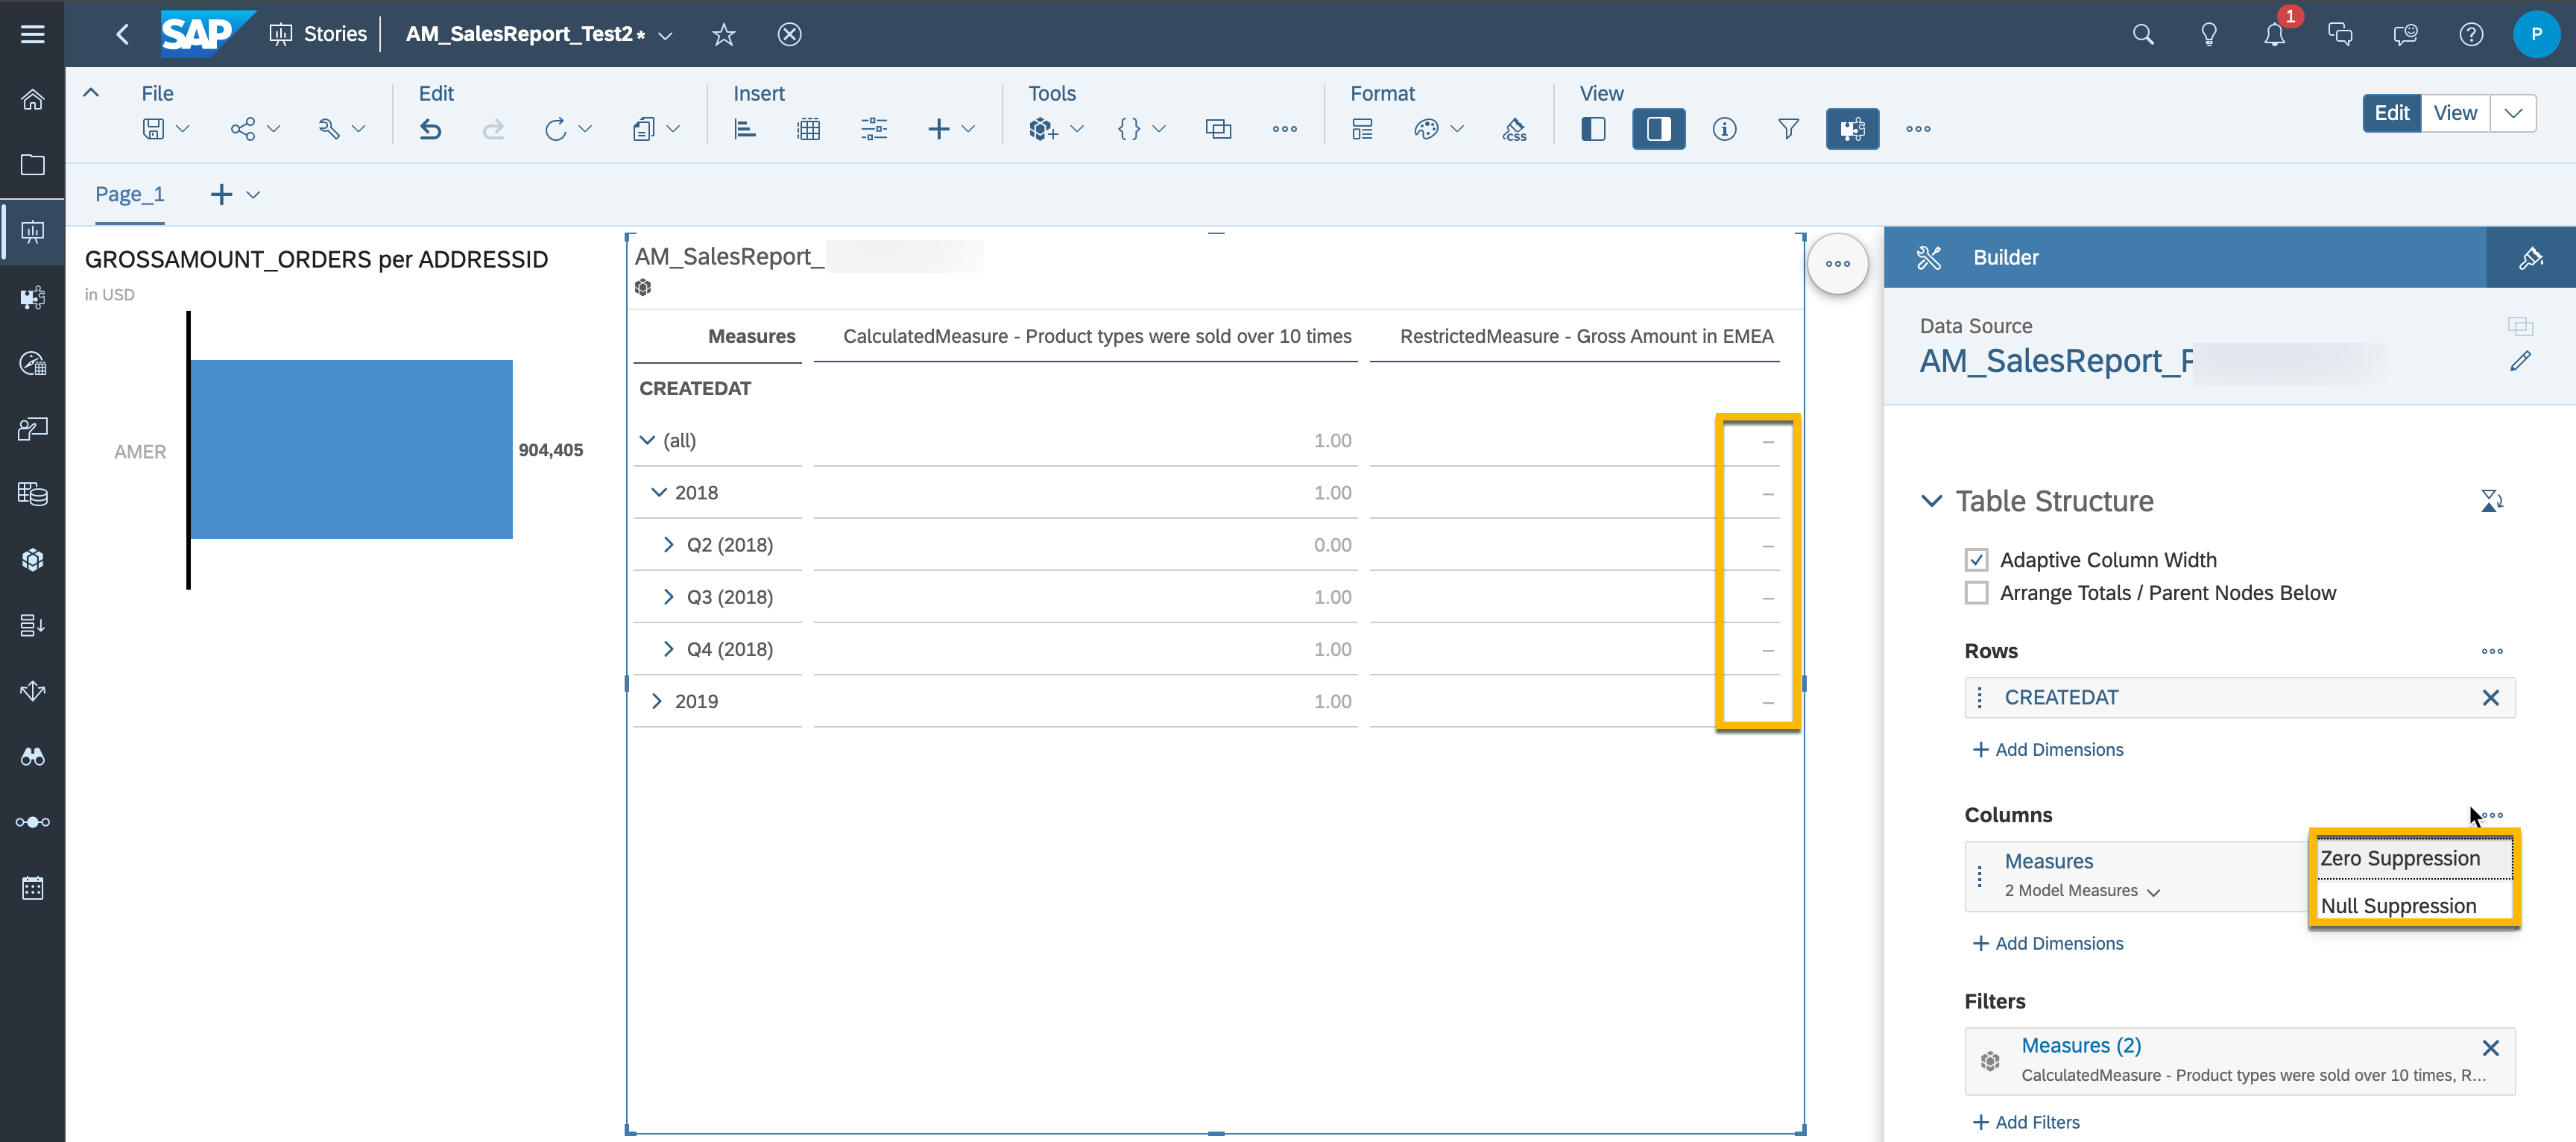 SAP Stories AM_SalesReport_Test2* 1 P
File Edit Insert Tools Format View
CSS
Edit View
Page_1
GROSSAMOUNT_ORDERS per ADDRESSID
in USD
AMER 904,405
AM_SalesReport_
Measures CalculatedMeasure - Product types were sold over 10 times RestrictedMeasure - Gross Amount in EMEA
CREATEDAT
(all) 1.00 –
2018 1.00 –
Q2 (2018) 0.00 –
Q3 (2018) 1.00 –
Q4 (2018) 1.00 –
2019 1.00 –
Builder
Data Source
AM_SalesReport_
Table Structure
Adaptive Column Width
Arrange Totals / Parent Nodes Below
Rows
CREATEDAT
+ Add Dimensions
Columns
Measures
2 Model Measures
Zero Suppression
Null Suppression
+ Add Dimensions
Filters
Measures (2)
CalculatedMeasure - Product types were sold over 10 times, R...
+ Add Filters